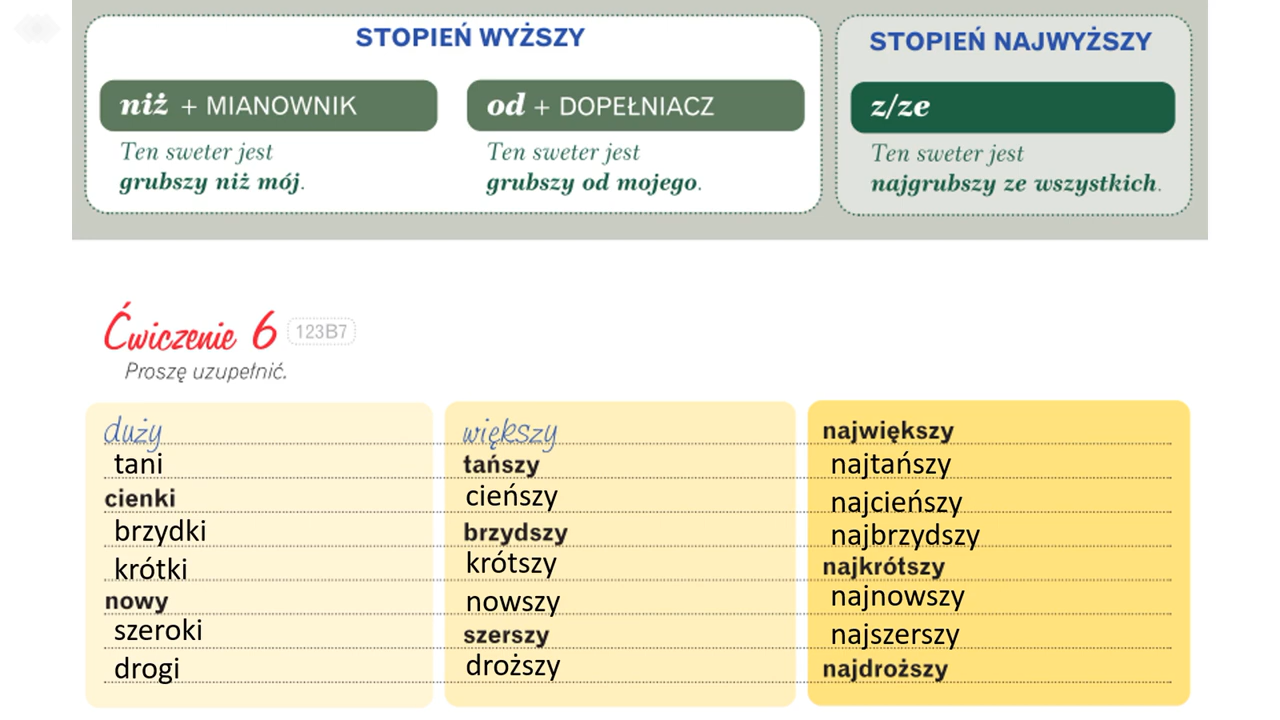 STOPIEŃ WYŻSZY
niż + MIANOWNIK
Ten sweter jest
grubszy niż mój.
od + DOPEŁNIACZ
Ten sweter jest
grubszy od mojego.
STOPIEŃ NAJWYŻSZY
z/ze
Ten sweter jest
najgrubszy ze wszystkich.
Ćwiczenie 6 123B7
Proszę uzupełnić.
duży większy największy
tani tańszy najtańszy
cienki cieńszy najcieńszy
brzydki brzydszy najbrzydszy
krótki krótszy najkrótszy
nowy nowszy najnowszy
szeroki szerszy najszerszy
drogi droższy najdroższy